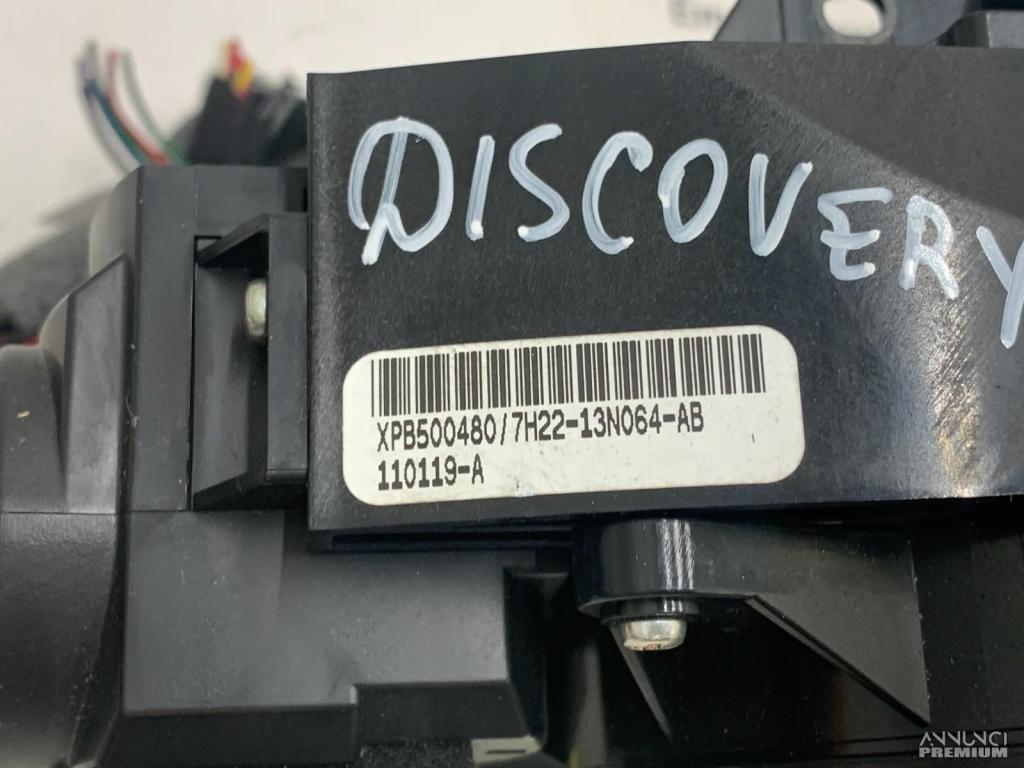 DISCOVERY
XPB500480/7H22-13N064-AB
110119-A
ANNUNCI
PREMIUM